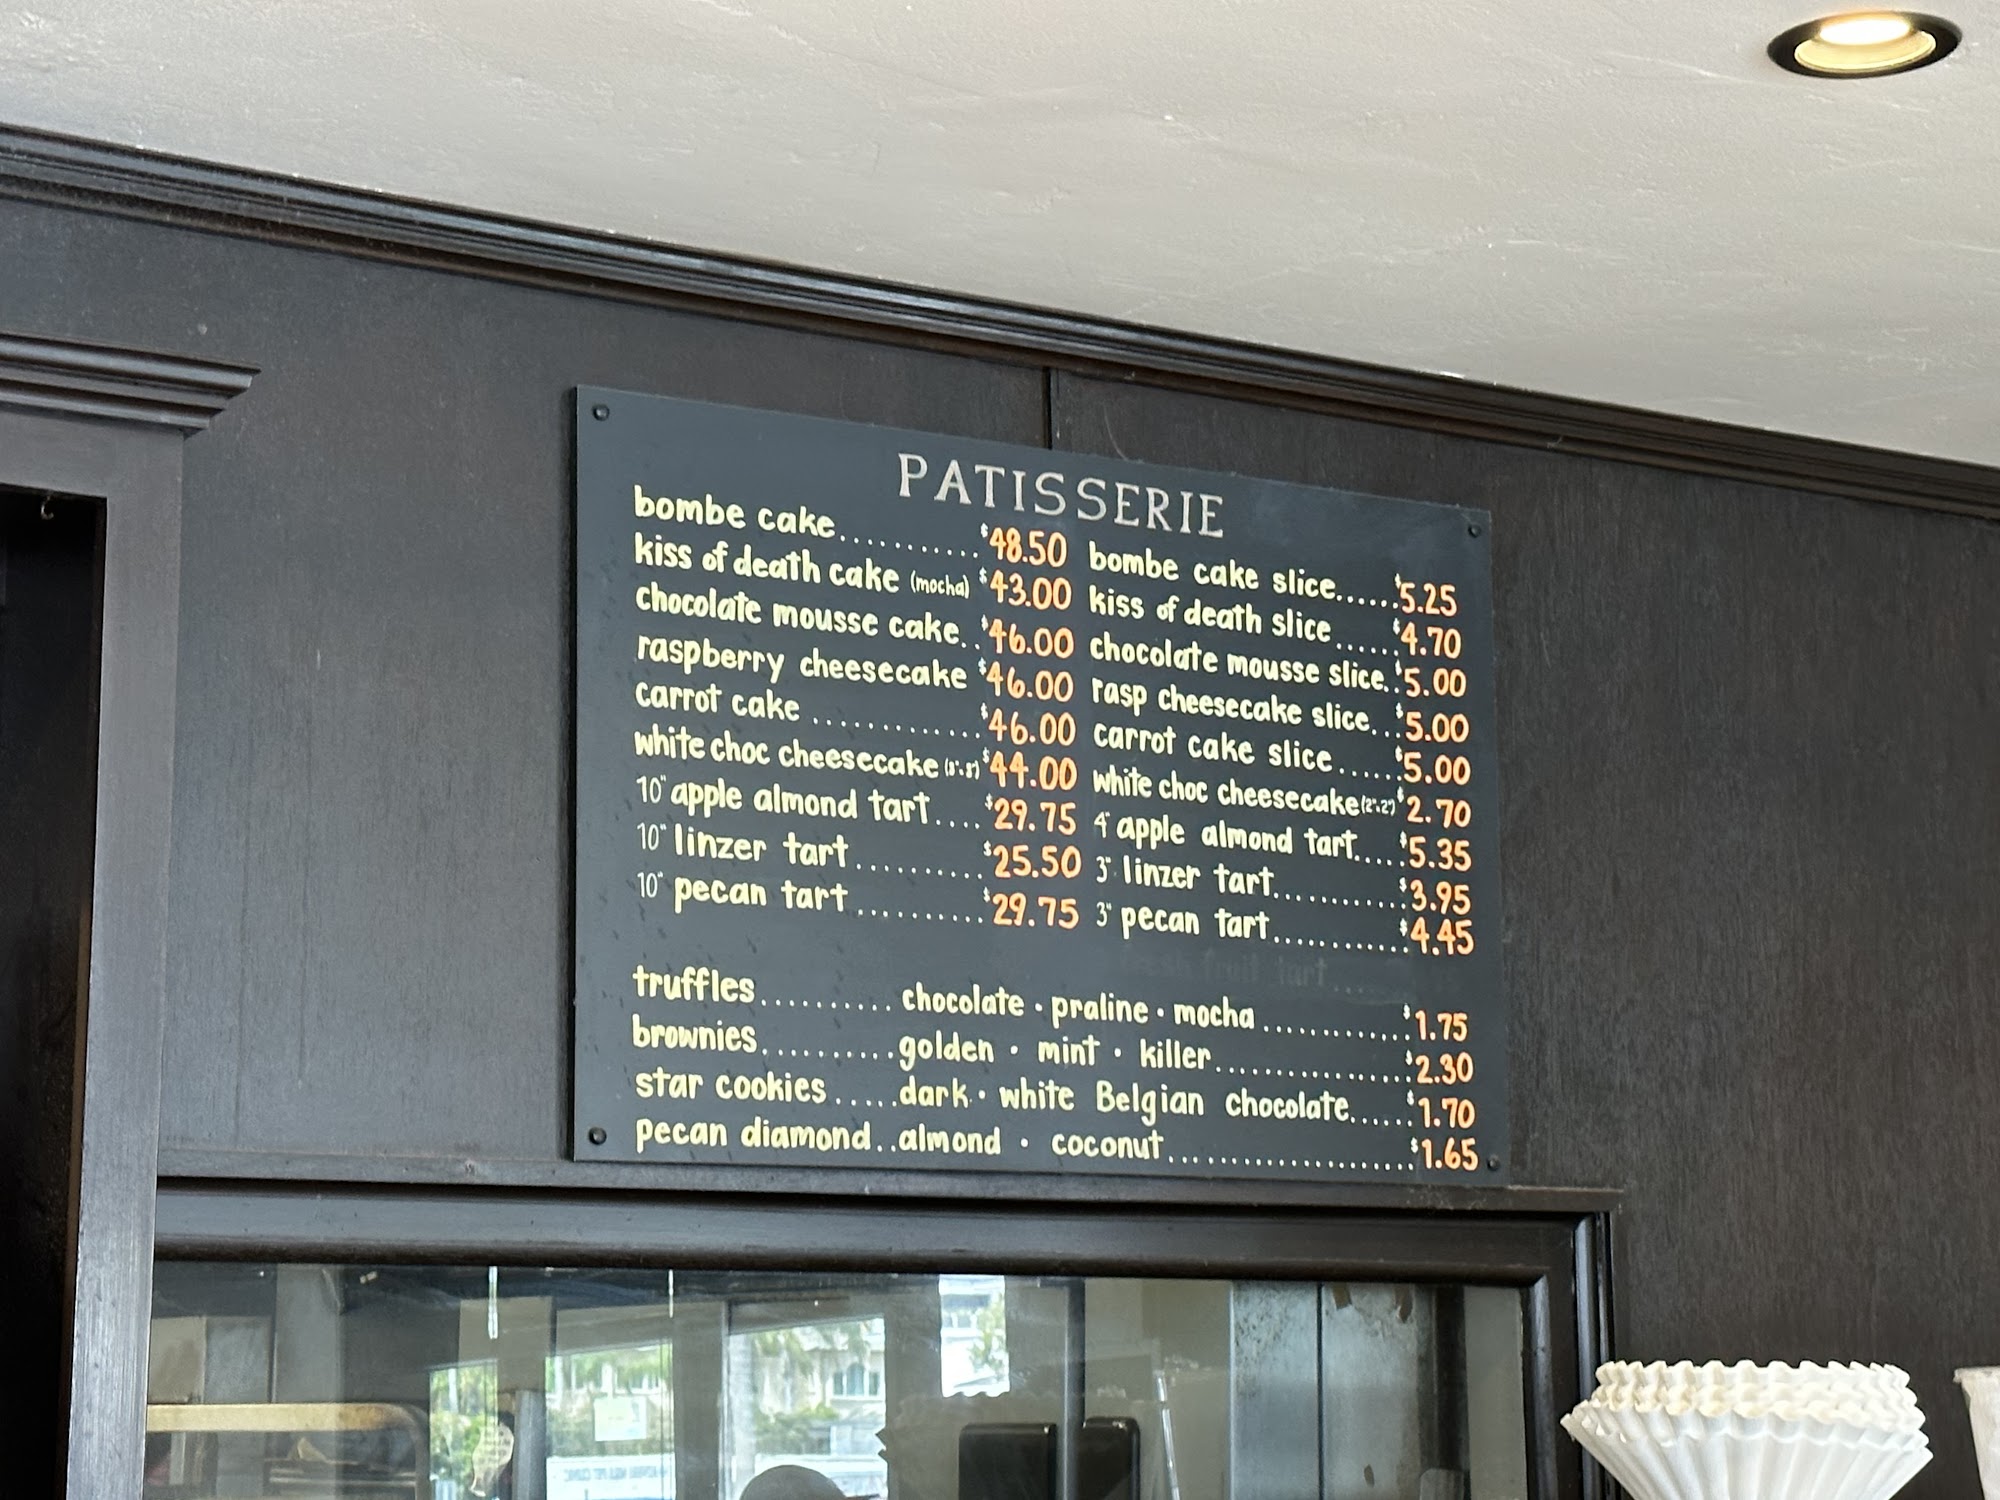 PATISSERIE
bombe cake........... $48.50
kiss of death cake (mocha) $43.00
chocolate mousse cake.. $46.00
raspberry cheesecake $46.00
carrot cake ........... $46.00
white choc cheesecake (8"x8") $44.00
10" apple almond tart.... $29.75
10" linzer tart.......... $25.50
10" pecan tart .......... $29.75
bombe cake slice...... $5.25
kiss of death slice ...... $4.70
chocolate mousse slice.. $5.00
rasp cheesecake slice... $5.00
carrot cake slice ...... $5.00
white choc cheesecake (2"x2") $2.70
4" apple almond tart..... $5.35
3" linzer tart........... $3.95
3" pecan tart........... $4.45
fruit tart
truffles.......... chocolate · praline · mocha ............. $1.75
brownies..........golden · mint · killer................ $2.30
star cookies .....dark · white Belgian chocolate..... $1.70
pecan diamond..almond · coconut.................... $1.65